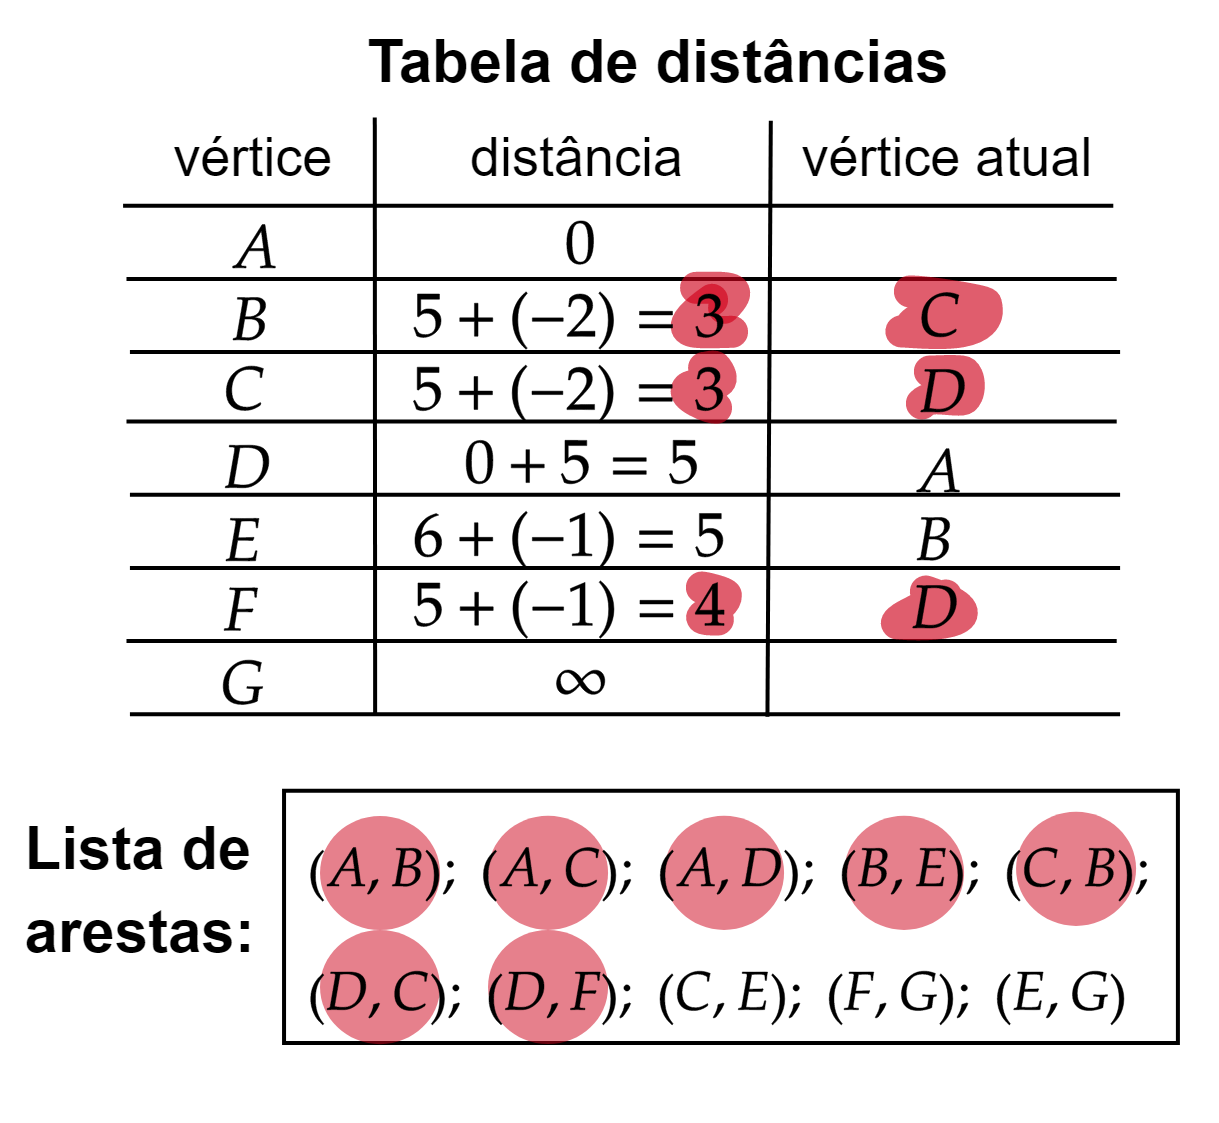 Tabela de distâncias
vértice distância vértice atual
A 0
B 5 + (−2) = 3 C
C 5 + (−2) = 3 D
D 0 + 5 = 5 A
E 6 + (−1) = 5 B
F 5 + (−1) = 4 D
G ∞
Lista de arestas:
(A, B); (A, C); (A, D); (B, E); (C, B);
(D, C); (D, F); (C, E); (F, G); (E, G)